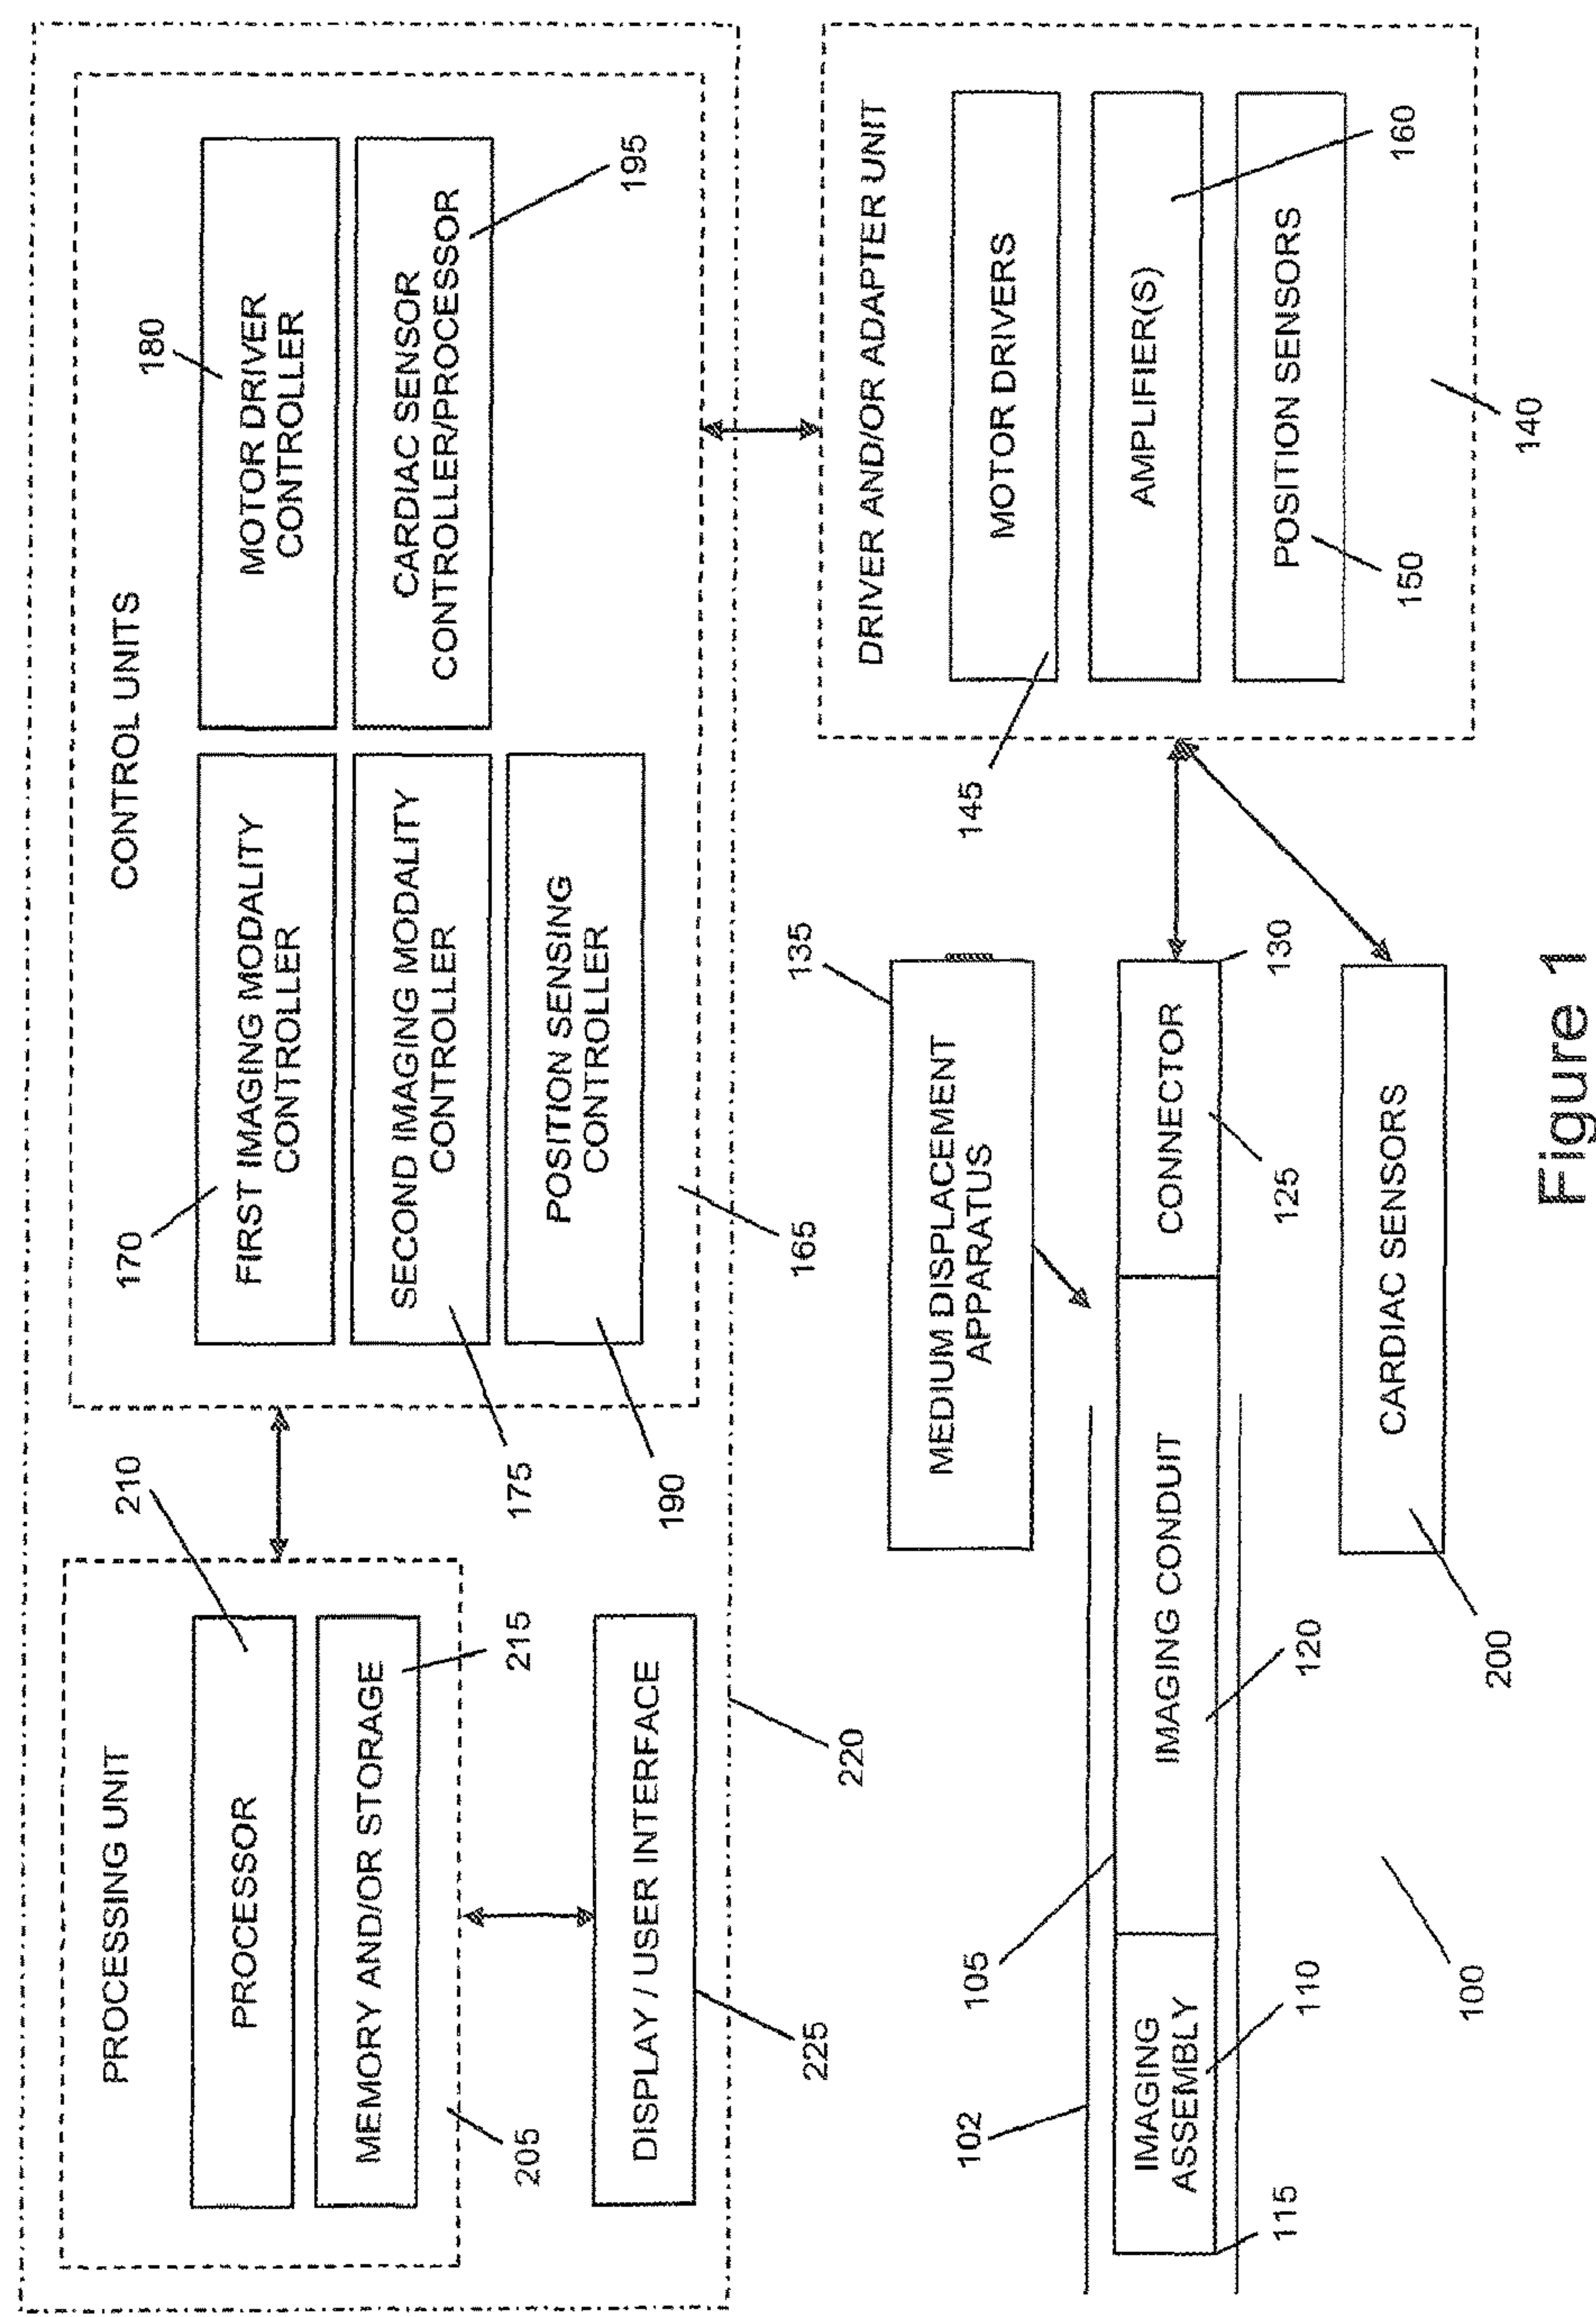 PROCESSING UNIT
210
PROCESSOR
MEMORY AND/OR STORAGE
215
205
DISPLAY / USER INTERFACE
225
220
CONTROL UNITS
170
FIRST IMAGING MODALITY
CONTROLLER
180
MOTOR DRIVER
CONTROLLER
SECOND IMAGING MODALITY
CONTROLLER
175
CARDIAC SENSOR
CONTROLLER/PROCESSOR
195
POSITION SENSING
CONTROLLER
190
165
DRIVER AND/OR ADAPTER UNIT
MOTOR DRIVERS
145
AMPLIFIER(S)
160
POSITION SENSORS
150
140
135
MEDIUM DISPLACEMENT
APPARATUS
102
105
IMAGING
ASSEMBLY
IMAGING CONDUIT
CONNECTOR
115
110
120
125
130
CARDIAC SENSORS
200
100
Figure 1